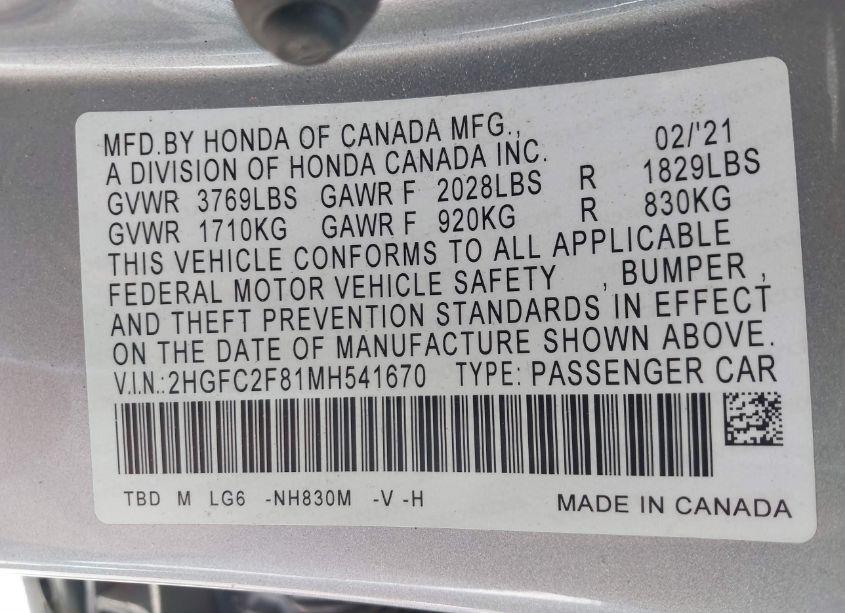 MFD.BY HONDA OF CANADA MFG., 02/'21
A DIVISION OF HONDA CANADA INC.
GVWR 3769LBS GAWR F 2028LBS R 1829LBS
GVWR 1710KG GAWR F 920KG R 830KG
THIS VEHICLE CONFORMS TO ALL APPLICABLE
FEDERAL MOTOR VEHICLE SAFETY , BUMPER ,
AND THEFT PREVENTION STANDARDS IN EFFECT
ON THE DATE OF MANUFACTURE SHOWN ABOVE.
V.I.N.:2HGFC2F81MH541670 TYPE: PASSENGER CAR
TBD M LG6 -NH830M -V -H MADE IN CANADA